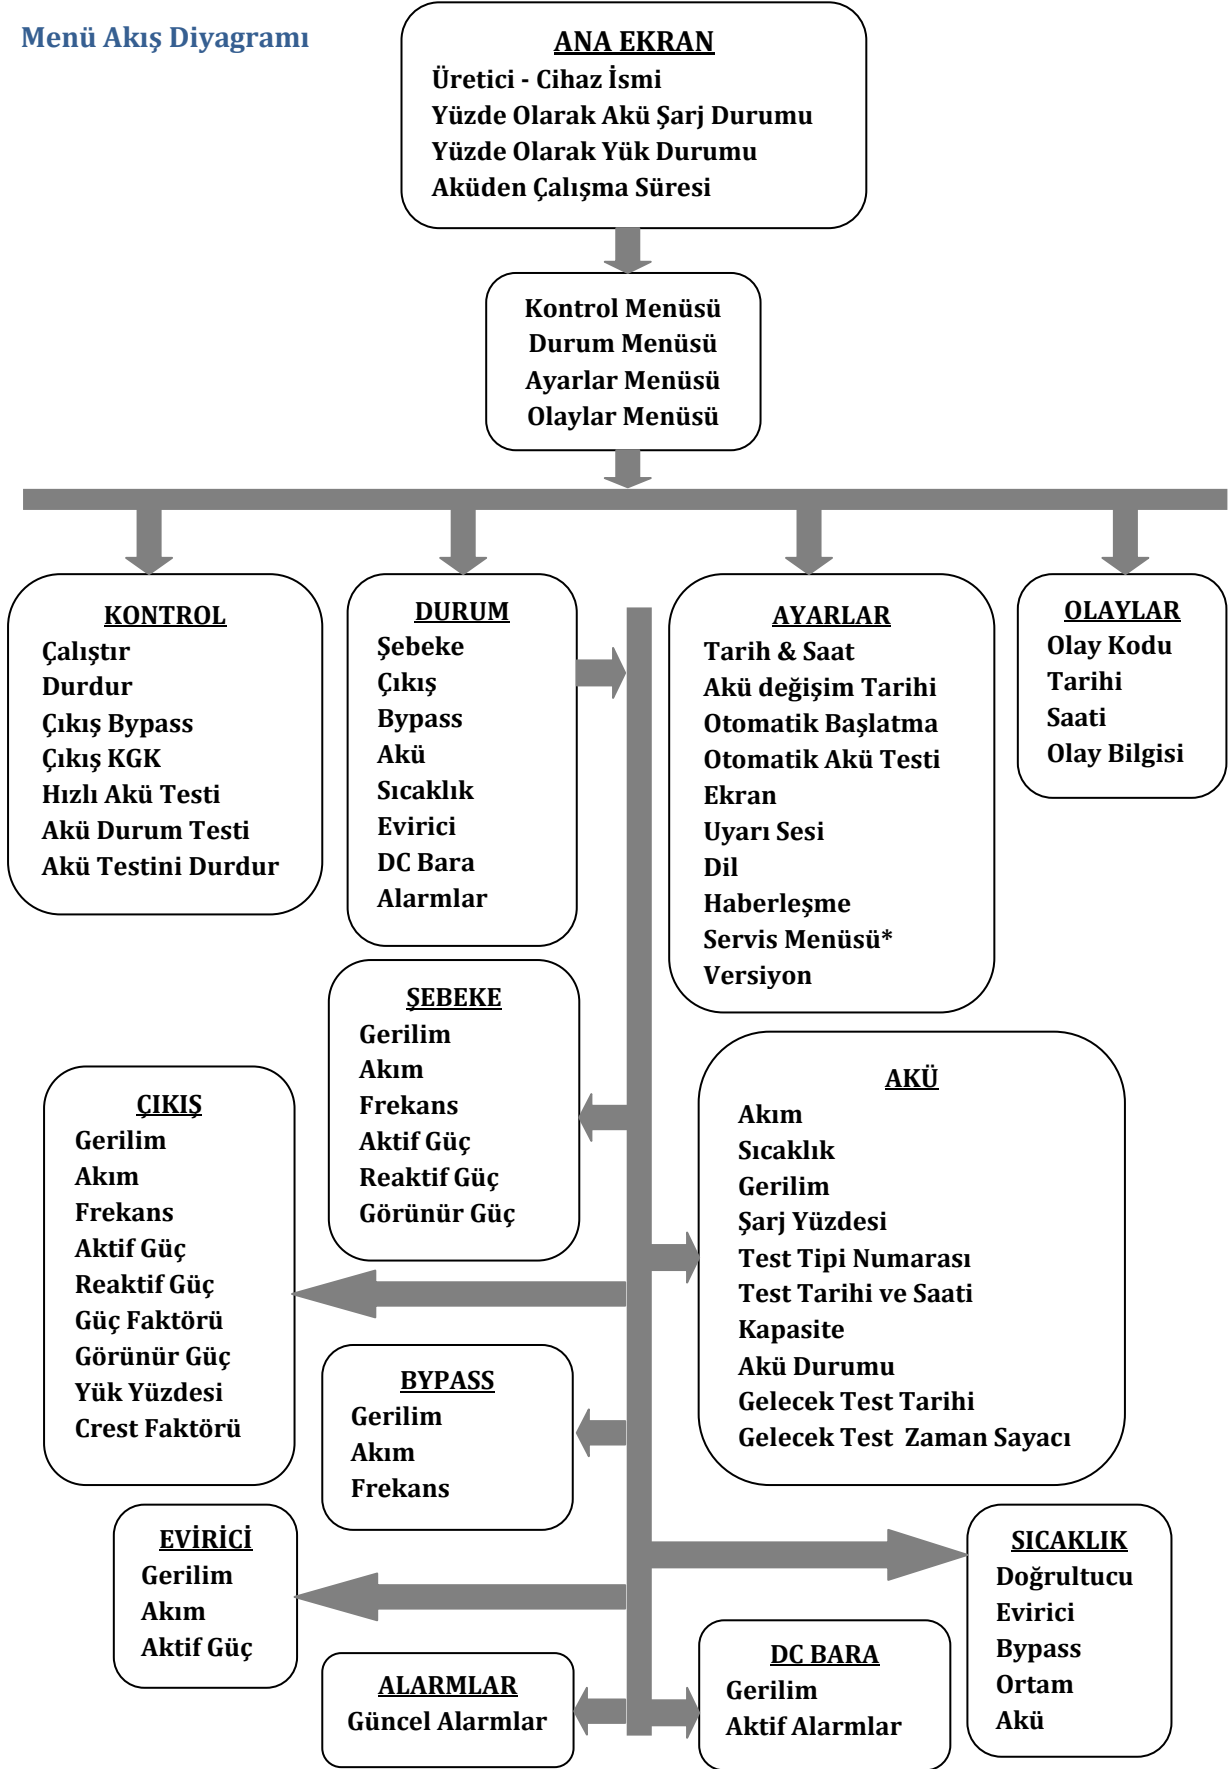 Menü Akış Diyagramı
ANA EKRAN
Üretici - Cihaz İsmi
Yüzde Olarak Akü Şarj Durumu
Yüzde Olarak Yük Durumu
Aküden Çalışma Süresi
Kontrol Menüsü
Durum Menüsü
Ayarlar Menüsü
Olaylar Menüsü
KONTROL
Çalıştır
Durdur
Çıkış Bypass
Çıkış KGK
Hızlı Akü Testi
Akü Durum Testi
Akü Testini Durdur
DURUM
Şebeke
Çıkış
Bypass
Akü
Sıcaklık
Evirici
DC Bara
Alarmlar
AYARLAR
Tarih & Saat
Akü değişim Tarihi
Otomatik Başlatma
Otomatik Akü Testi
Ekran
Uyarı Sesi
Dil
Haberleşme
Servis Menüsü*
Versiyon
OLAYLAR
Olay Kodu
Tarihi
Saati
Olay Bilgisi
ŞEBEKE
Gerilim
Akım
Frekans
Aktif Güç
Reaktif Güç
Görünür Güç
ÇIKIŞ
Gerilim
Akım
Frekans
Aktif Güç
Reaktif Güç
Güç Faktörü
Görünür Güç
Yük Yüzdesi
Crest Faktörü
AKÜ
Akım
Sıcaklık
Gerilim
Şarj Yüzdesi
Test Tipi Numarası
Test Tarihi ve Saati
Kapasite
Akü Durumu
Gelecek Test Tarihi
Gelecek Test  Zaman Sayacı
BYPASS
Gerilim
Akım
Frekans
EVİRİCİ
Gerilim
Akım
Aktif Güç
SICAKLIK
Doğrultucu
Evirici
Bypass
Ortam
Akü
ALARMLAR
Güncel Alarmlar
DC BARA
Gerilim
Aktif Alarmlar